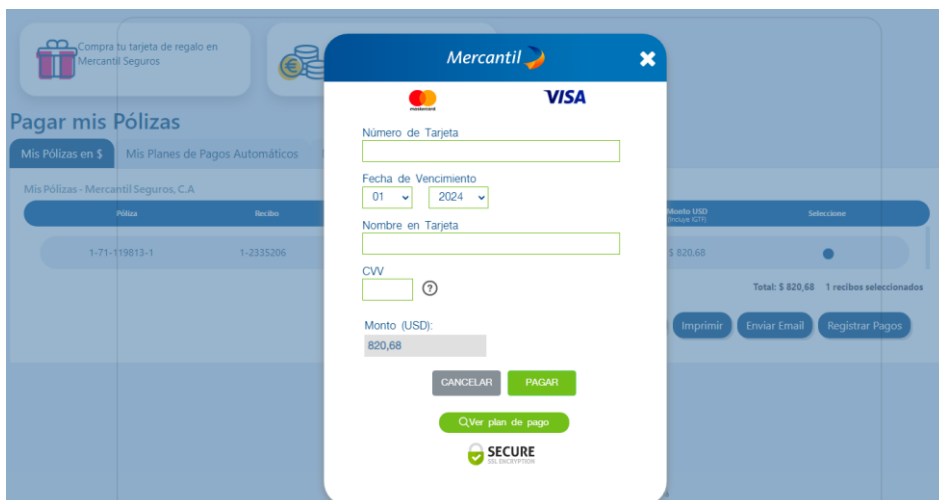 Compra tu tarjeta de regalo en
Mercantil Seguros
Pagar mis Pólizas
Mis Pólizas en $ Mis Planes de Pagos Automáticos
Mis Pólizas - Mercantil Seguros, C.A
Póliza Recibo Monto USD Seleccione
(Incluye IGTF)
1-71-119813-1 1-2335206 $ 820.68
Total: $ 820,68 1 recibos seleccionados
Imprimir Enviar Email Registrar Pagos
Mercantil
mastercard VISA
Número de Tarjeta
Fecha de Vencimiento
01 2024
Nombre en Tarjeta
CVV
?
Monto (USD):
820,68
CANCELAR PAGAR
Ver plan de pago
SECURE
SSL ENCRYPTION